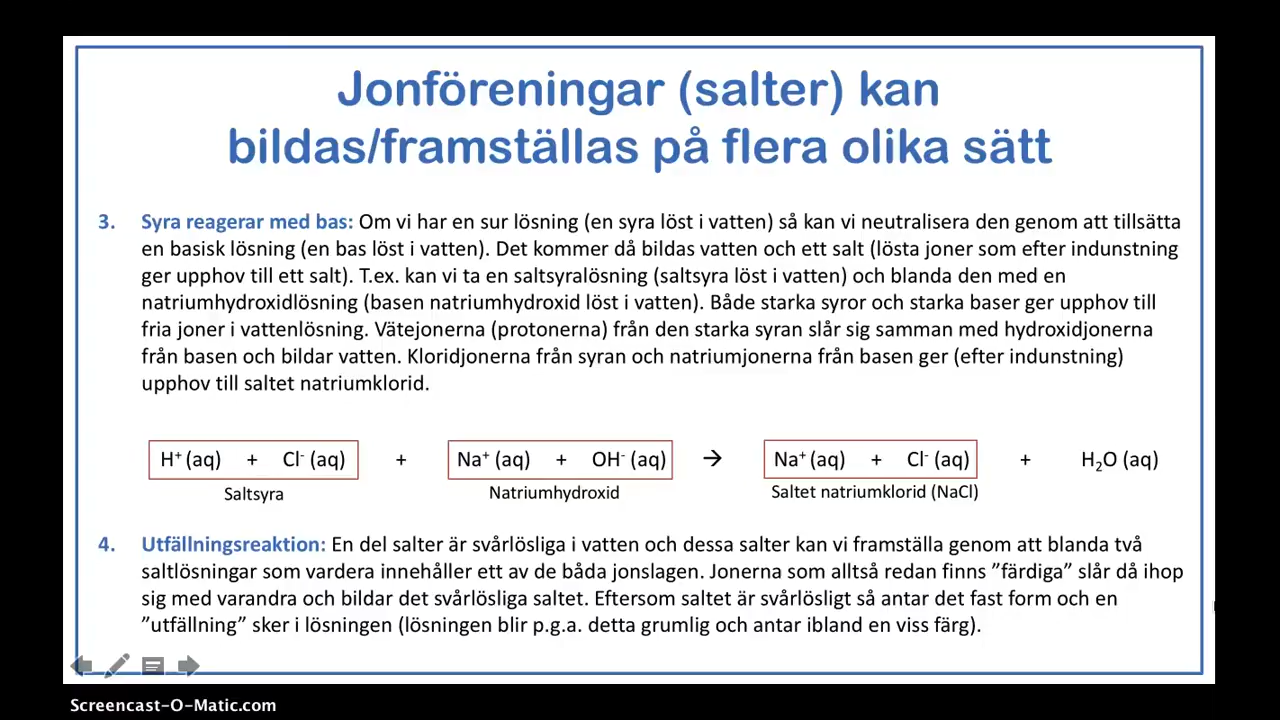 Jonföreningar (salter) kan
bildas/framställas på flera olika sätt
3. Syra reagerar med bas: Om vi har en sur lösning (en syra löst i vatten) så kan vi neutralisera den genom att tillsätta
en basisk lösning (en bas löst i vatten). Det kommer då bildas vatten och ett salt (lösta joner som efter indunstning
ger upphov till ett salt). T.ex. kan vi ta en saltsyralösning (saltsyra löst i vatten) och blanda den med en
natriumhydroxidlösning (basen natriumhydroxid löst i vatten). Både starka syror och starka baser ger upphov till
fria joner i vattenlösning. Vätejonerna (protonerna) från den starka syran slår sig samman med hydroxidjonerna
från basen och bildar vatten. Kloridjonerna från syran och natriumjonerna från basen ger (efter indunstning)
upphov till saltet natriumklorid.
H⁺ (aq) + Cl⁻ (aq) + Na⁺ (aq) + OH⁻ (aq) → Na⁺ (aq) + Cl⁻ (aq) + H₂O (aq)
Saltsyra Natriumhydroxid Saltet natriumklorid (NaCl)
4. Utfällningsreaktion: En del salter är svårlösliga i vatten och dessa salter kan vi framställa genom att blanda två
saltlösningar som vardera innehåller ett av de båda jonslagen. Jonerna som alltså redan finns ”färdiga” slår då ihop
sig med varandra och bildar det svårlösliga saltet. Eftersom saltet är svårlösligt så antar det fast form och en
”utfällning” sker i lösningen (lösningen blir p.g.a. detta grumlig och antar ibland en viss färg).
Screencast-O-Matic.com